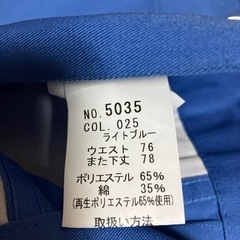 NO.5035
COL.025
ライトブルー
ウエスト 76
また下丈 78
ポリエステル 65%
綿 35%
(再生ポリエステル65%使用)
取扱い方法